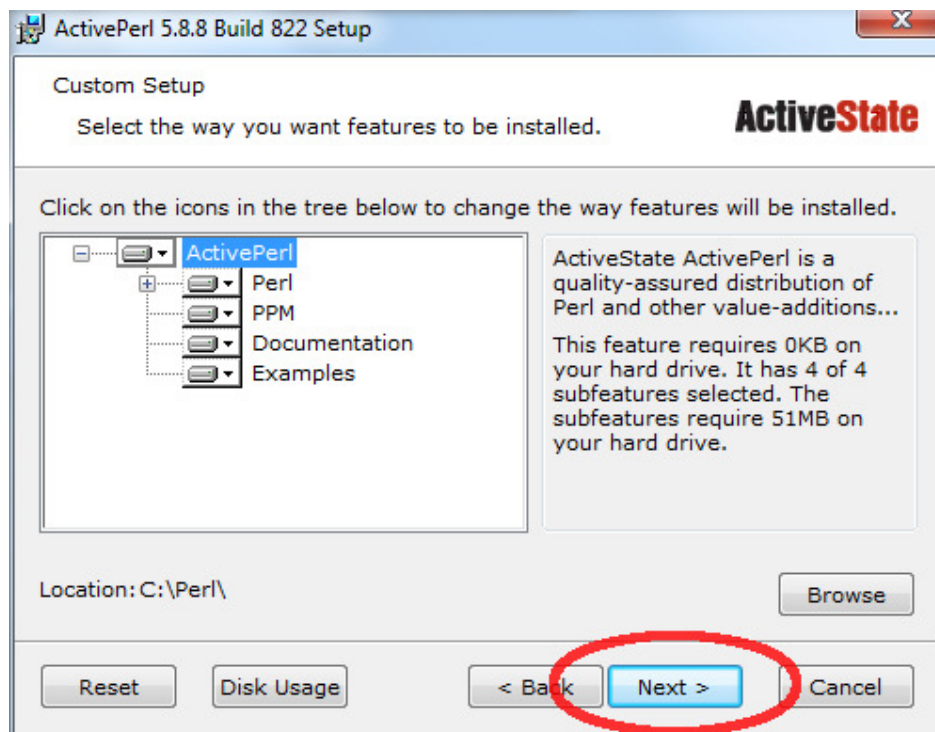 ActivePerl 5.8.8 Build 822 Setup
Custom Setup
Select the way you want features to be installed.
ActiveState
Click on the icons in the tree below to change the way features will be installed.
ActivePerl
Perl
PPM
Documentation
Examples
ActiveState ActivePerl is a
quality-assured distribution of
Perl and other value-additions...
This feature requires 0KB on
your hard drive. It has 4 of 4
subfeatures selected. The
subfeatures require 51MB on
your hard drive.
Location: C:\Perl\
Browse
Reset
Disk Usage
< Back
Next >
Cancel